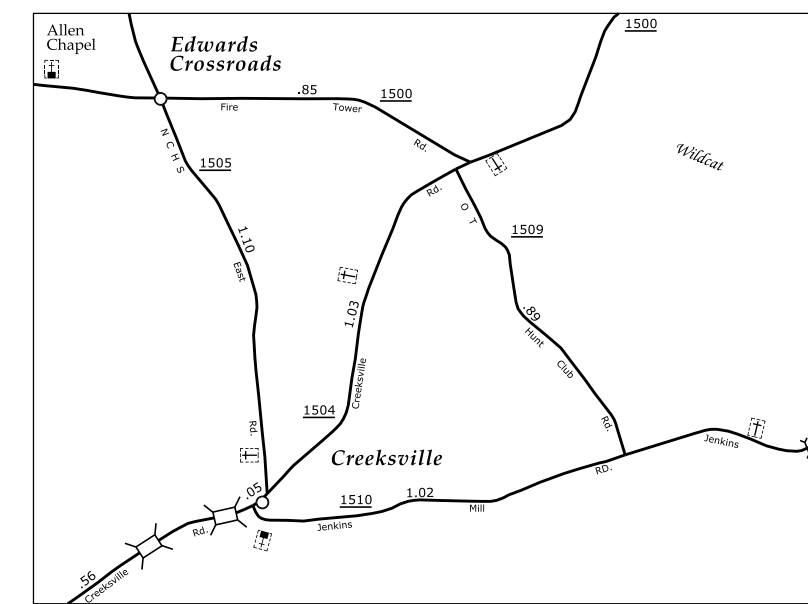 1500
Allen
Chapel
Edwards
Crossroads
.85
1500
Fire
Tower
Rd.
N C H S
1505
Wildcat
Rd.
O T
1509
1.10
East
1.03
.89
Hunt
Club
Rd.
Creeksville
1504
Rd.
Creeksville
Jenkins
RD.
.05
1510
1.02
Mill
Jenkins
Rd.
.56
Creeksville